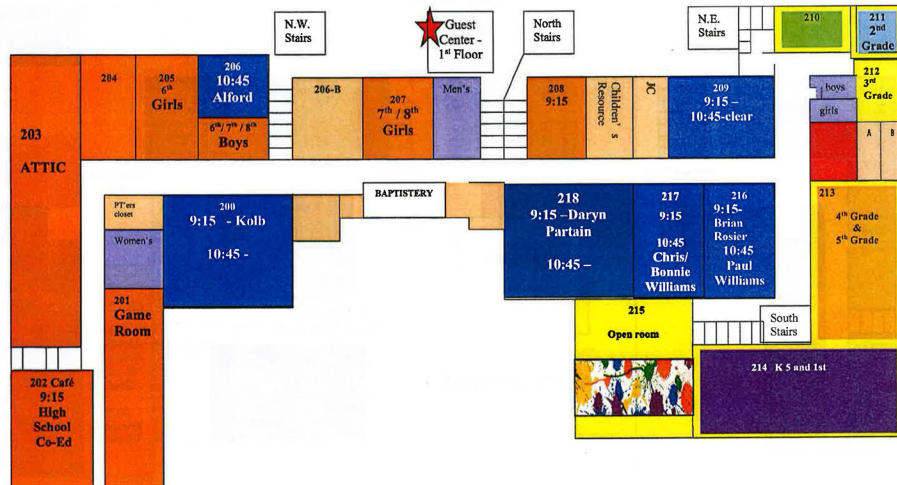 N.W.
Stairs
Guest
Center -
1st Floor
North
Stairs
N.E.
Stairs
210
211
2nd
Grade
203
ATTIC
204
205
6th
Girls
206
10:45
Alford
6th/ 7th / 8th
Boys
206-B
207
7th / 8th
Girls
Men's
208
9:15
Children's
Resource
JC
209
9:15 –
10:45-clear
boys
girls
212
3rd
Grade
A
B
PT'ers
closet
Women's
200
9:15 - Kolb
10:45 -
BAPTISTERY
218
9:15 –Daryn
Partain
10:45 –
217
9:15
10:45
Chris/
Bonnie
Williams
216
9:15-
Brian
Rosier
10:45
Paul
Williams
213
4th Grade
&
5th Grade
201
Game
Room
215
Open room
South
Stairs
202 Café
9:15
High
School
Co-Ed
214 K 5 and 1st